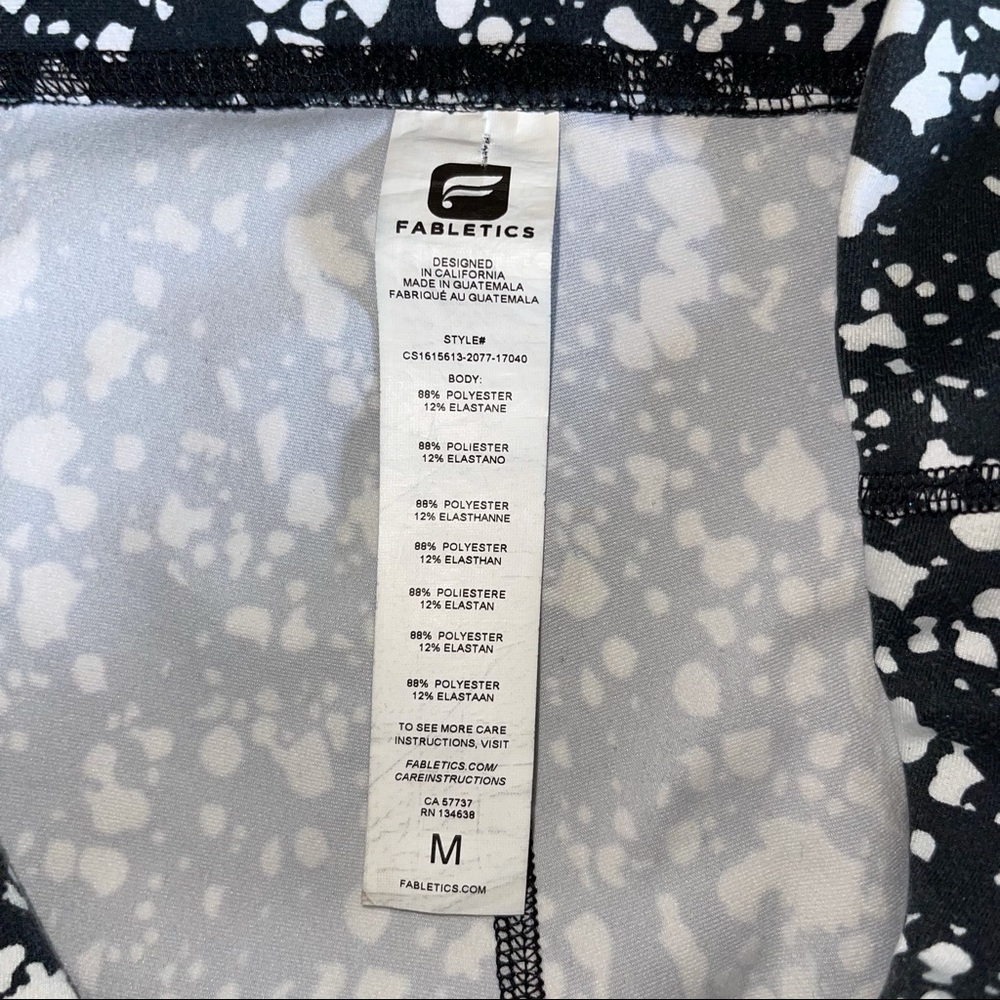 FABLETICS
DESIGNED
IN CALIFORNIA
MADE IN GUATEMALA
FABRIQUÉ AU GUATEMALA
STYLE#
CS1615613-2077-17040
BODY:
88% POLYESTER
12% ELASTANE
88% POLIESTER
12% ELASTANO
88% POLYESTER
12% ELASTHANNE
88% POLYESTER
12% ELASTHAN
88% POLIESTERE
12% ELASTAN
88% POLYESTER
12% ELASTAN
88% POLYESTER
12% ELASTAAN
TO SEE MORE CARE
INSTRUCTIONS, VISIT
FABLETICS.COM/
CAREINSTRUCTIONS
CA 57737
RN 134638
M
FABLETICS.COM